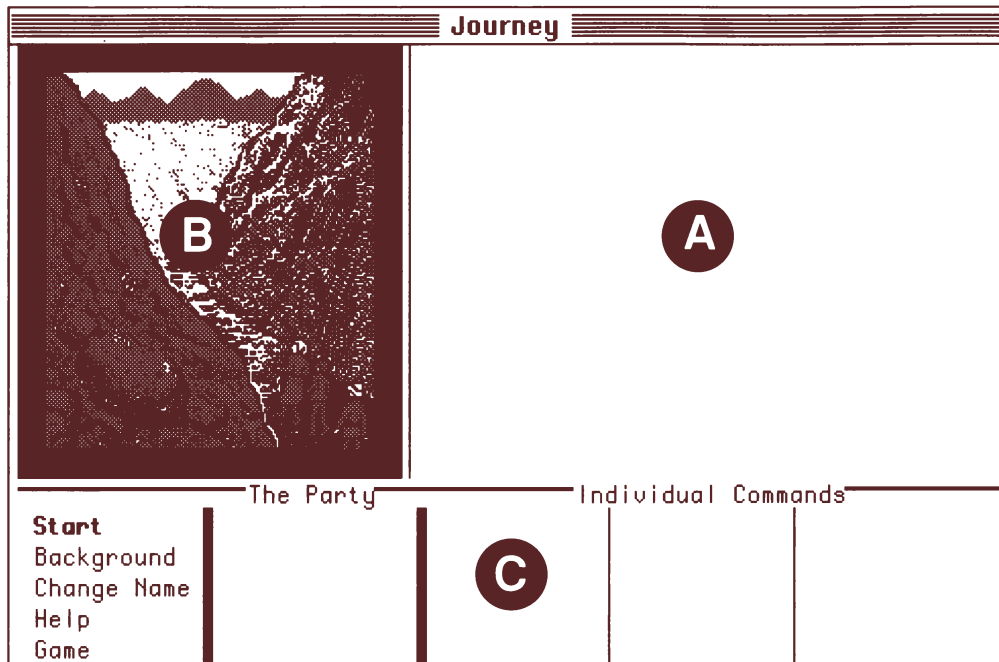 Journey
B
A
The Party
Individual Commands
Start
Background
Change Name
Help
Game
C